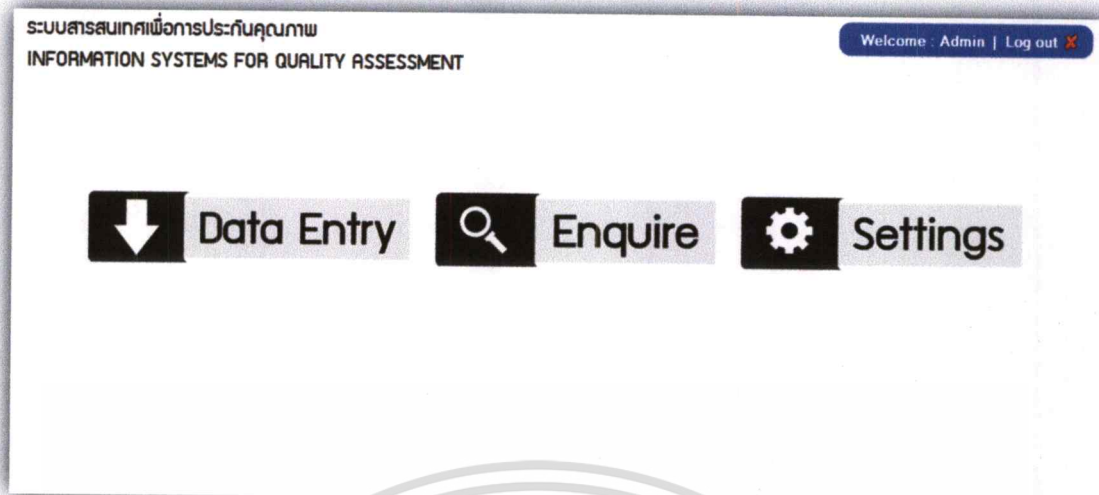 ระบบสารสนเทศเพื่อการประกันคุณภาพ
INFORMATION SYSTEMS FOR QUALITY ASSESSMENT
Welcome : Admin | Log out
Data Entry
Enquire
Settings